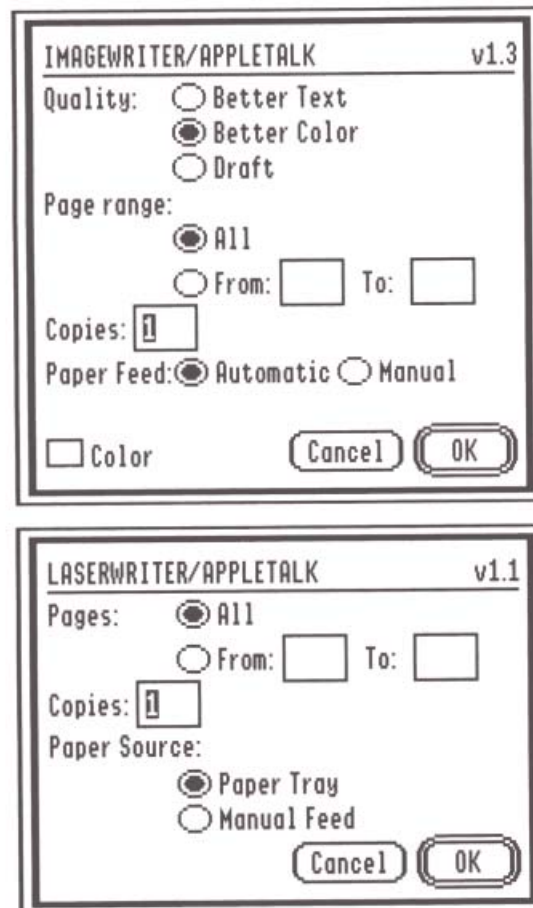 IMAGEWRITER/APPLETALK v1.3
Quality: Better Text
Better Color
Draft
Page range:
All
From: To:
Copies: 1
Paper Feed: Automatic Manual
Color Cancel OK
LASERWRITER/APPLETALK v1.1
Pages: All
From: To:
Copies: 1
Paper Source:
Paper Tray
Manual Feed
Cancel OK